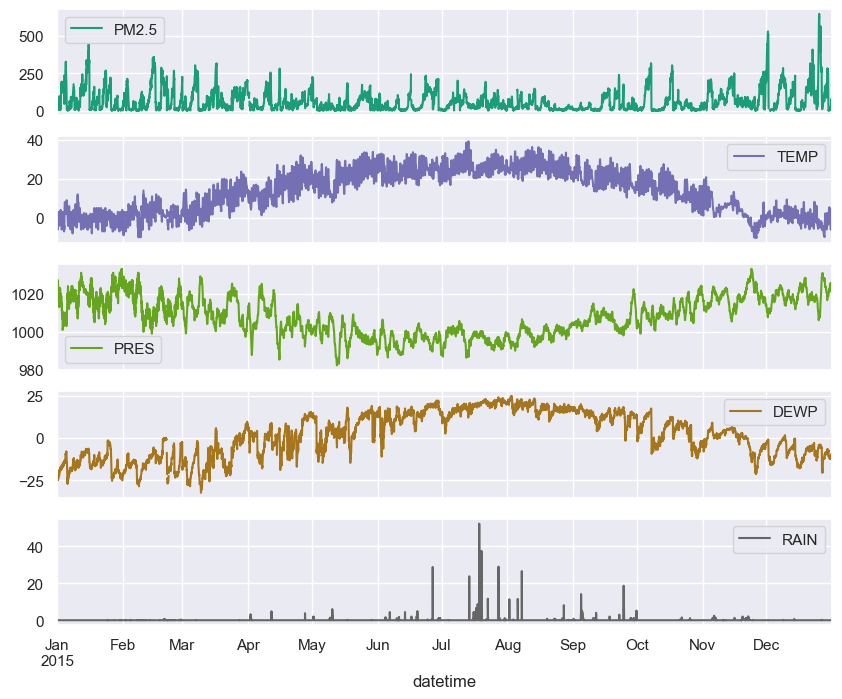 PM2.5
500
250
0
TEMP
40
20
0
PRES
1020
1000
980
DEWP
25
0
−25
RAIN
40
20
0
Jan Feb Mar Apr May Jun Jul Aug Sep Oct Nov Dec
2015
datetime